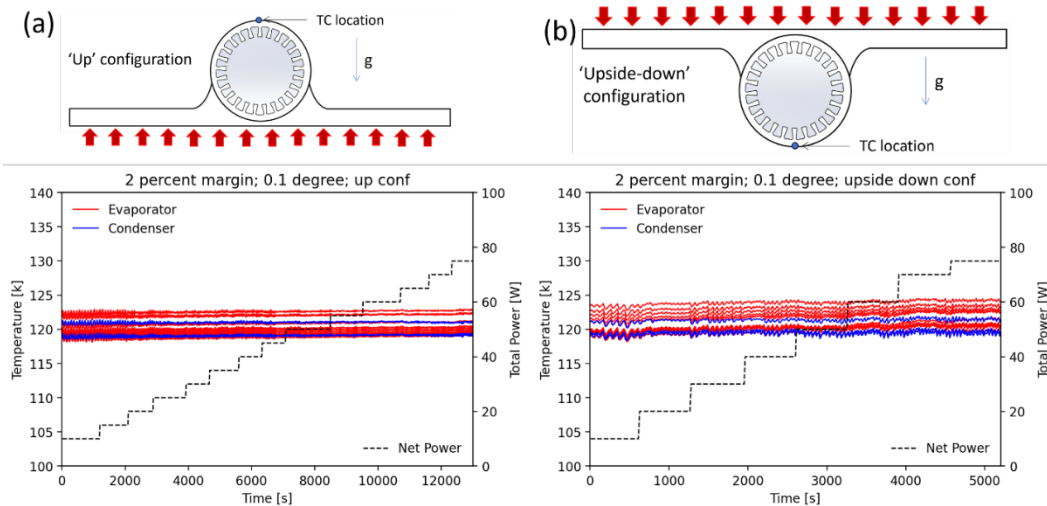 (a)
TC location
'Up' configuration
g
(b)
'Upside-down'
configuration
g
TC location
2 percent margin; 0.1 degree; up conf
140
135
130
125
120
115
110
105
100
Temperature [k]
Evaporator
Condenser
Net Power
100
80
60
40
20
0
Total Power [W]
0
2000
4000
6000
8000
10000
12000
Time [s]
2 percent margin; 0.1 degree; upside down conf
140
135
130
125
120
115
110
105
100
Temperature [k]
Evaporator
Condenser
Net Power
100
80
60
40
20
0
Total Power [W]
0
1000
2000
3000
4000
5000
Time [s]